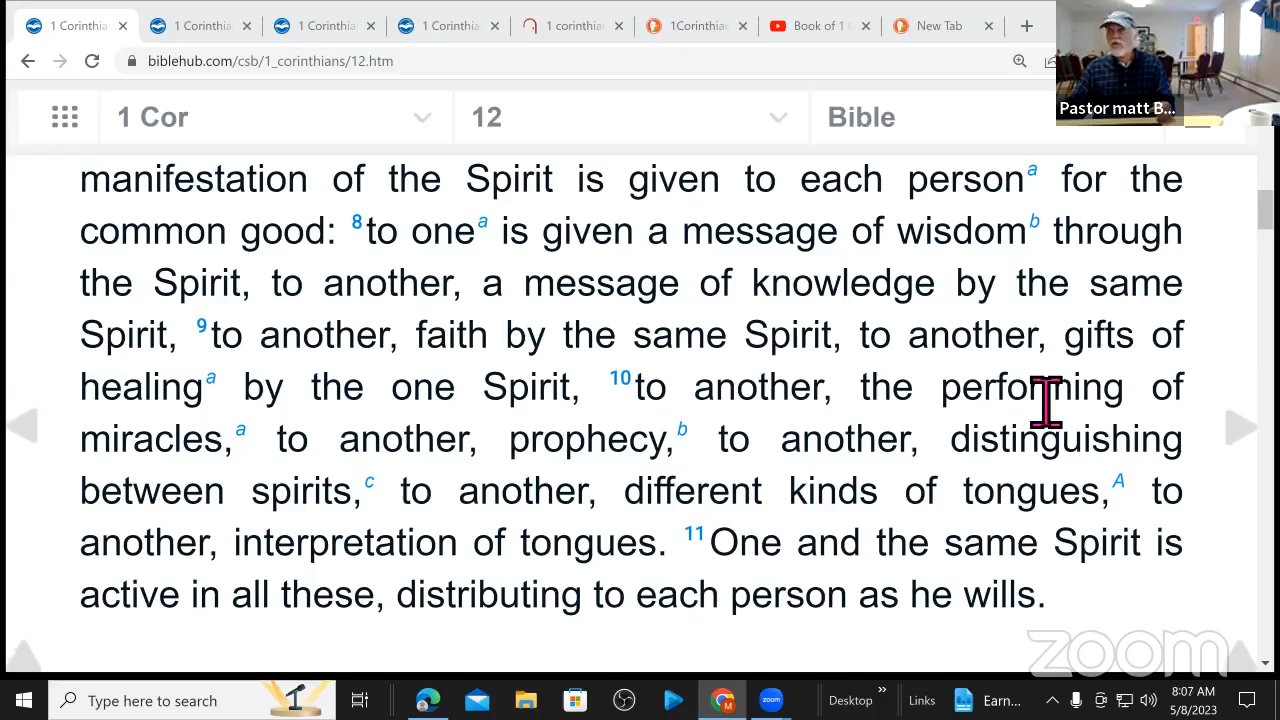 1 Corinthia
1 Corinthia
1 Corinthia
1 Corinthia
1 corinthia
1Corinthia
Book of 1
New Tab
biblehub.com/csb/1_corinthians/12.htm
1 Cor
12
Bible
Pastor matt B...
manifestation of the Spirit is given to each person a for the
common good: 8 to one a is given a message of wisdom b through
the Spirit, to another, a message of knowledge by the same
Spirit, 9 to another, faith by the same Spirit, to another, gifts of
healing a by the one Spirit, 10 to another, the performing of
miracles, a to another, prophecy, b to another, distinguishing
between spirits, c to another, different kinds of tongues, A to
another, interpretation of tongues. 11 One and the same Spirit is
active in all these, distributing to each person as he wills.
zoom
Type here to search
zoom
Desktop
Links
Earn...
8:07 AM
5/8/2023